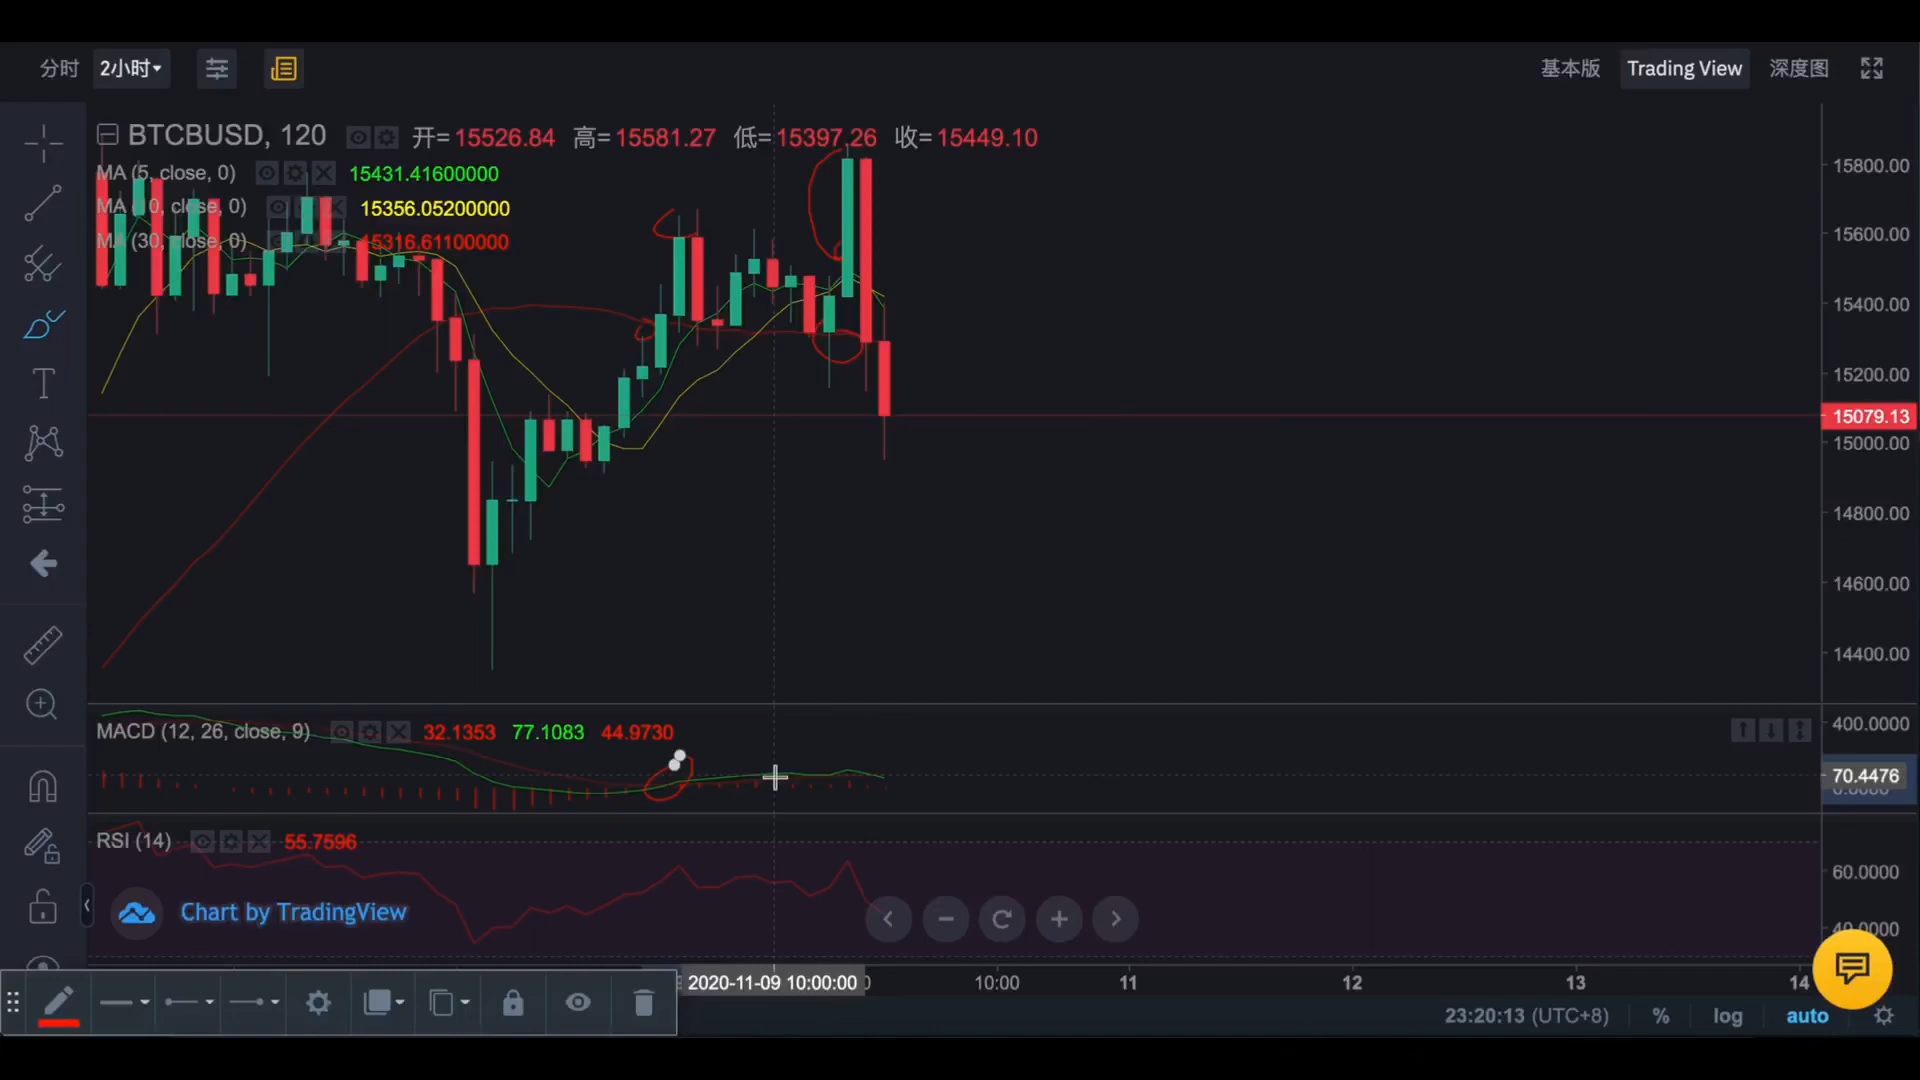 分时 2小时 基本版 Trading View 深度图
BTCBUSD, 120 开=15526.84 高=15581.27 低=15397.26 收=15449.10
MA (5, close, 0) 15431.41600000
MA (10, close, 0) 15356.05200000
MA (30, close, 0) 15316.61100000
15800.00
15600.00
15400.00
15200.00
15079.13
15000.00
14800.00
14600.00
14400.00
MACD (12, 26, close, 9) 32.1353 77.1083 44.9730
400.0000
70.4476
RSI (14) 55.7596
60.0000
Chart by TradingView
40.0000
2020-11-09 10:00:00 10:00 11 12 13 14
23:20:13 (UTC+8) % log auto